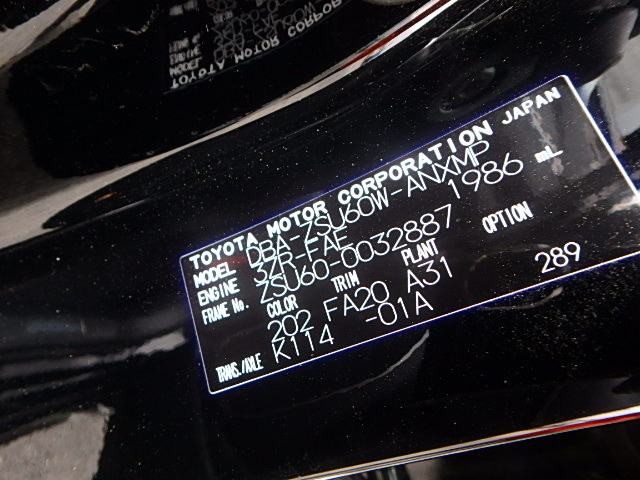 TOYOTA MOTOR CORPORATION JAPAN
MODEL DBA-ZSU60W-ANXMP
ENGINE 3ZR-FAE 1986 mL
FRAME No. ZSU60-0032887
COLOR TRIM PLANT OPTION
202 FA20 A31 289
TRANS./AXLE K114 -01A